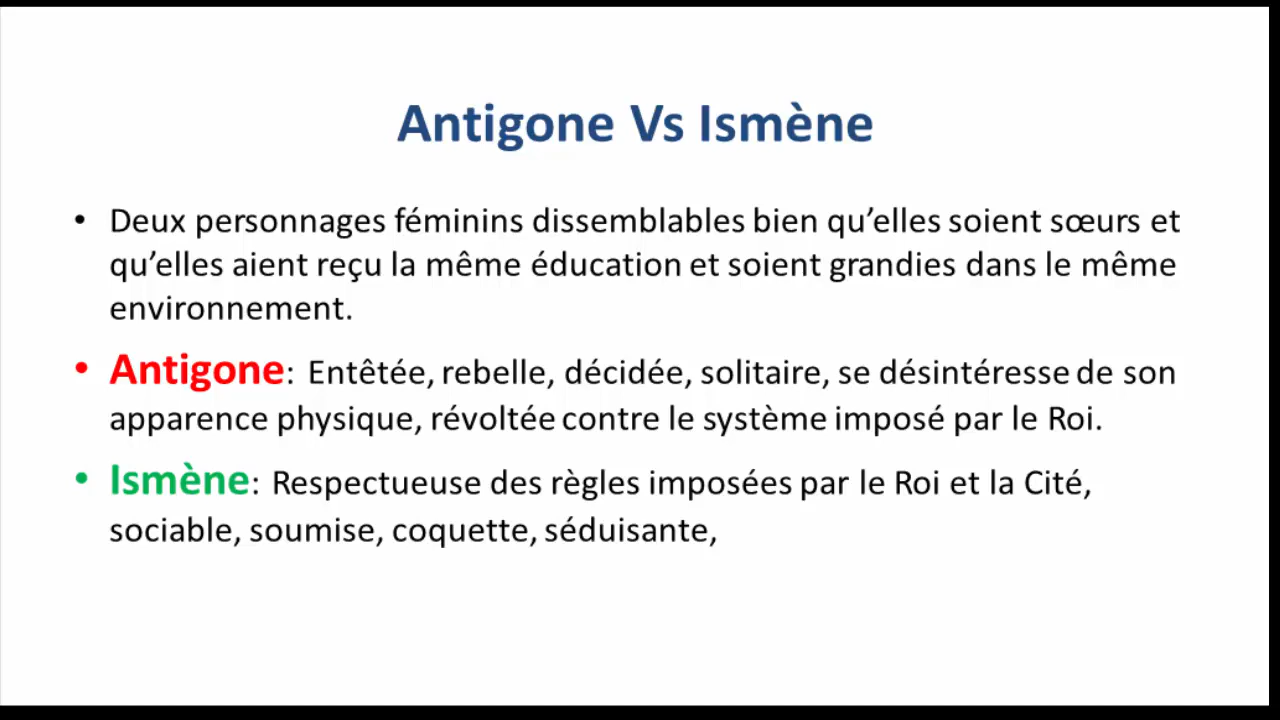 Antigone Vs Ismène
• Deux personnages féminins dissemblables bien qu’elles soient sœurs et
qu’elles aient reçu la même éducation et soient grandies dans le même
environnement.
• Antigone: Entêtée, rebelle, décidée, solitaire, se désintéresse de son
apparence physique, révoltée contre le système imposé par le Roi.
• Ismène: Respectueuse des règles imposées par le Roi et la Cité,
sociable, soumise, coquette, séduisante,